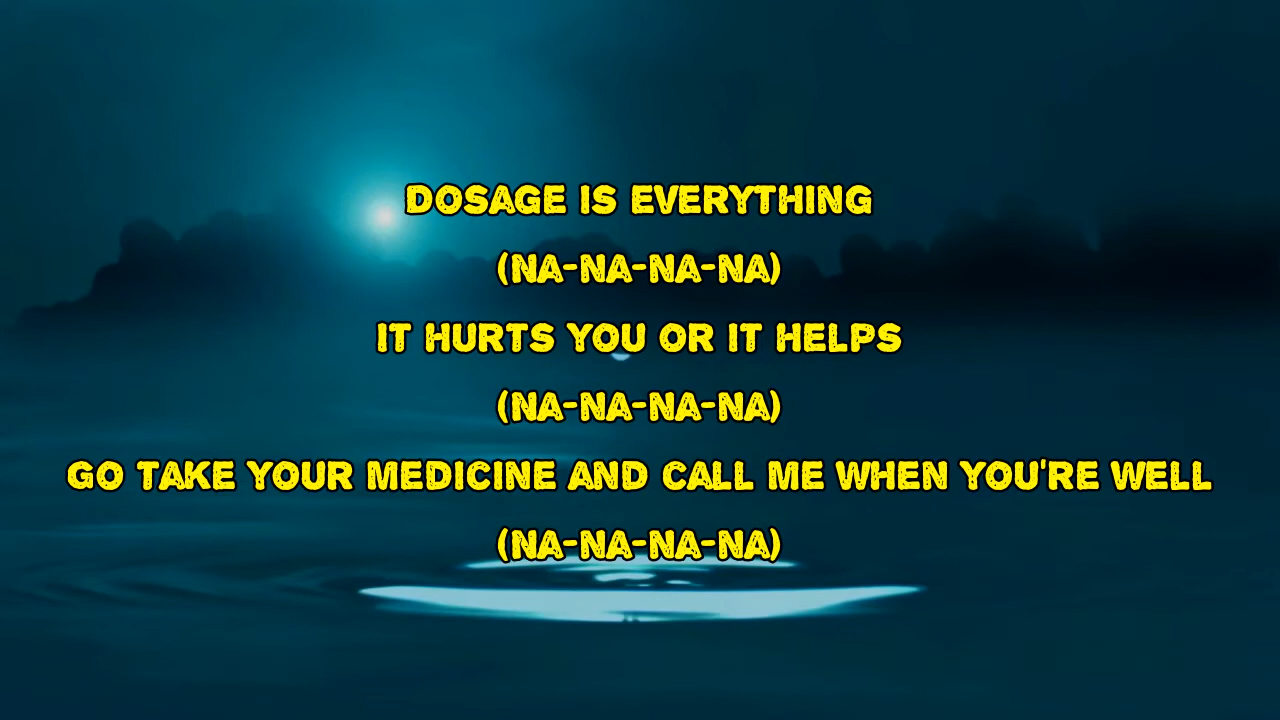 DOSAGE IS EVERYTHING
(NA-NA-NA-NA)
IT HURTS YOU OR IT HELPS
(NA-NA-NA-NA)
GO TAKE YOUR MEDICINE AND CALL ME WHEN YOU'RE WELL
(NA-NA-NA-NA)